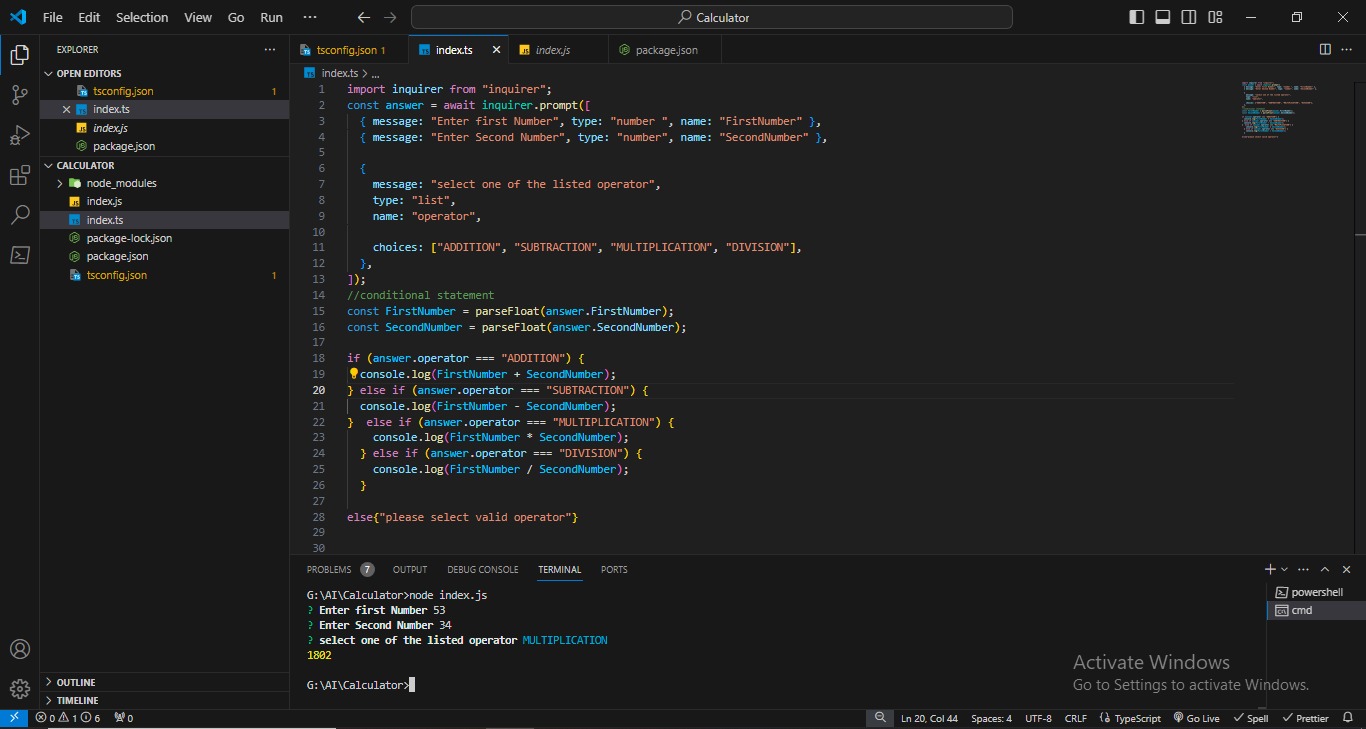 File Edit Selection View Go Run ··· Calculator
EXPLORER ···
OPEN EDITORS
tsconfig.json 1
index.ts
index.js
package.json
CALCULATOR
node_modules
index.js
index.ts
package-lock.json
package.json
tsconfig.json 1
OUTLINE
TIMELINE
tsconfig.json 1 index.ts index.js package.json
index.ts > ...
1 import inquirer from "inquirer";
2 const answer = await inquirer.prompt([
3 { message: "Enter first Number", type: "number ", name: "FirstNumber" },
4 { message: "Enter Second Number", type: "number", name: "SecondNumber" },
5
6 {
7 message: "select one of the listed operator",
8 type: "list",
9 name: "operator",
10
11 choices: ["ADDITION", "SUBTRACTION", "MULTIPLICATION", "DIVISION"],
12 },
13 ]);
14 //conditional statement
15 const FirstNumber = parseFloat(answer.FirstNumber);
16 const SecondNumber = parseFloat(answer.SecondNumber);
17
18 if (answer.operator === "ADDITION") {
19 console.log(FirstNumber + SecondNumber);
20 } else if (answer.operator === "SUBTRACTION") {
21 console.log(FirstNumber - SecondNumber);
22 } else if (answer.operator === "MULTIPLICATION") {
23 console.log(FirstNumber * SecondNumber);
24 } else if (answer.operator === "DIVISION") {
25 console.log(FirstNumber / SecondNumber);
26 }
27
28 else{"please select valid operator"}
29
30
PROBLEMS 7 OUTPUT DEBUG CONSOLE TERMINAL PORTS
G:\AI\Calculator>node index.js
? Enter first Number 53
? Enter Second Number 34
? select one of the listed operator MULTIPLICATION
1802
G:\AI\Calculator>
powershell
cmd
Activate Windows
Go to Settings to activate Windows.
0 1 6 0 Ln 20, Col 44 Spaces: 4 UTF-8 CRLF TypeScript Go Live Spell Prettier